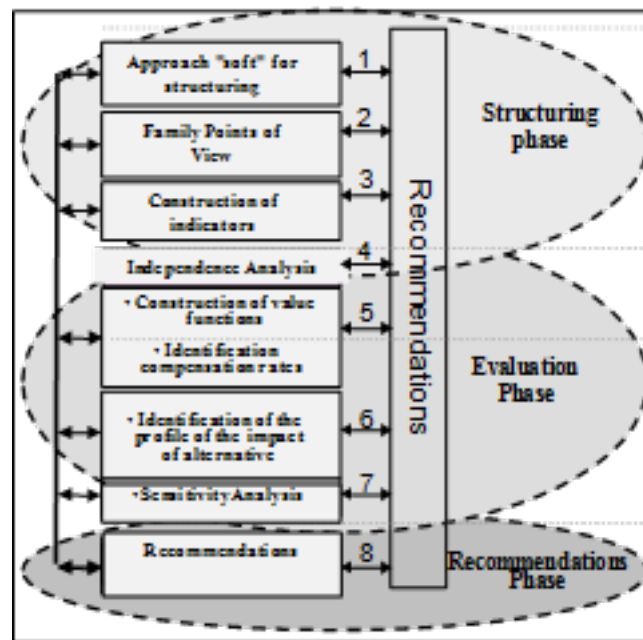 Approach "soft" for
structuring
1
Family Points of
View
2
Construction of
indicators
3
Independence Analysis
4
• Construction of value
functions
• Identification
compensation rates
5
• Identification of the
profile of the impact
of alternative
6
• Sensitivity Analysis
7
Recommendations
8
Recommendations
Structuring
phase
Evaluation
Phase
Recommendations
Phase